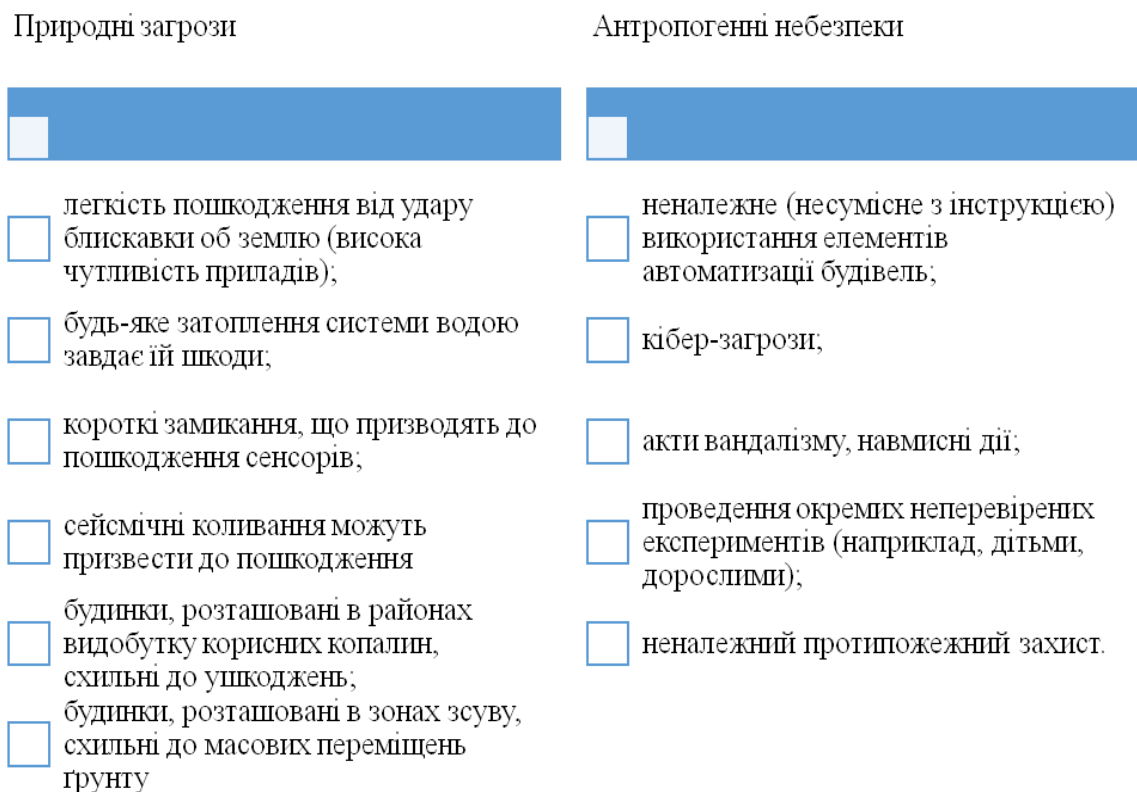 Природні загрози
легкість пошкодження від удару
блискавки об землю (висока
чутливість приладів);
будь-яке затоплення системи водою
завдає їй шкоди;
короткі замикання, що призводять до
пошкодження сенсорів;
сейсмічні коливання можуть
призвести до пошкодження
будинки, розташовані в районах
видобутку корисних копалин,
схильні до ушкоджень;
будинки, розташовані в зонах зсуву,
схильні до масових переміщень
ґрунту
Антропогенні небезпеки
неналежне (несумісне з інструкцією)
використання елементів
автоматизації будівель;
кібер-загрози;
акти вандалізму, навмисні дії;
проведення окремих неперевірених
експериментів (наприклад, дітьми,
дорослими);
неналежний протипожежний захист.